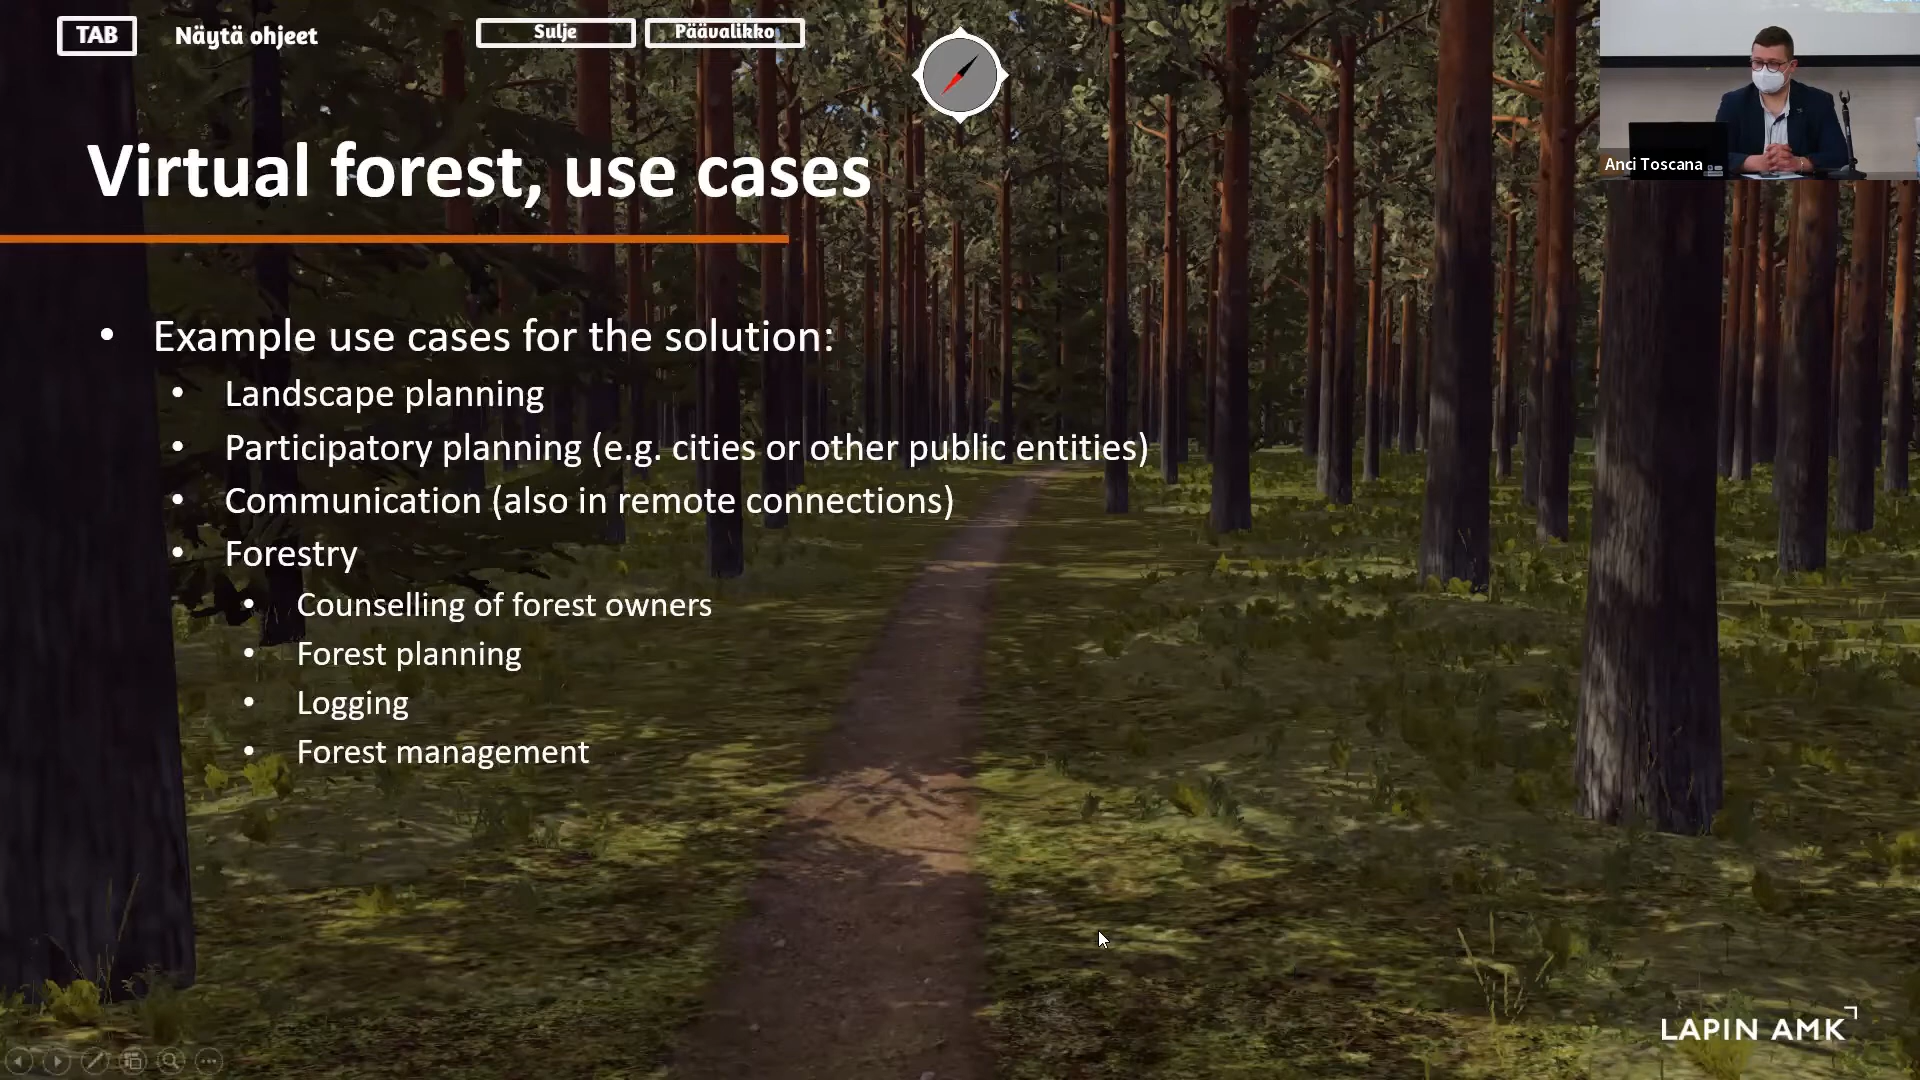 TAB Näytä ohjeet Sulje Päävalikko
Anci Toscana
Virtual forest, use cases
• Example use cases for the solution:
• Landscape planning
• Participatory planning (e.g. cities or other public entities)
• Communication (also in remote connections)
• Forestry
• Counselling of forest owners
• Forest planning
• Logging
• Forest management
LAPIN AMK